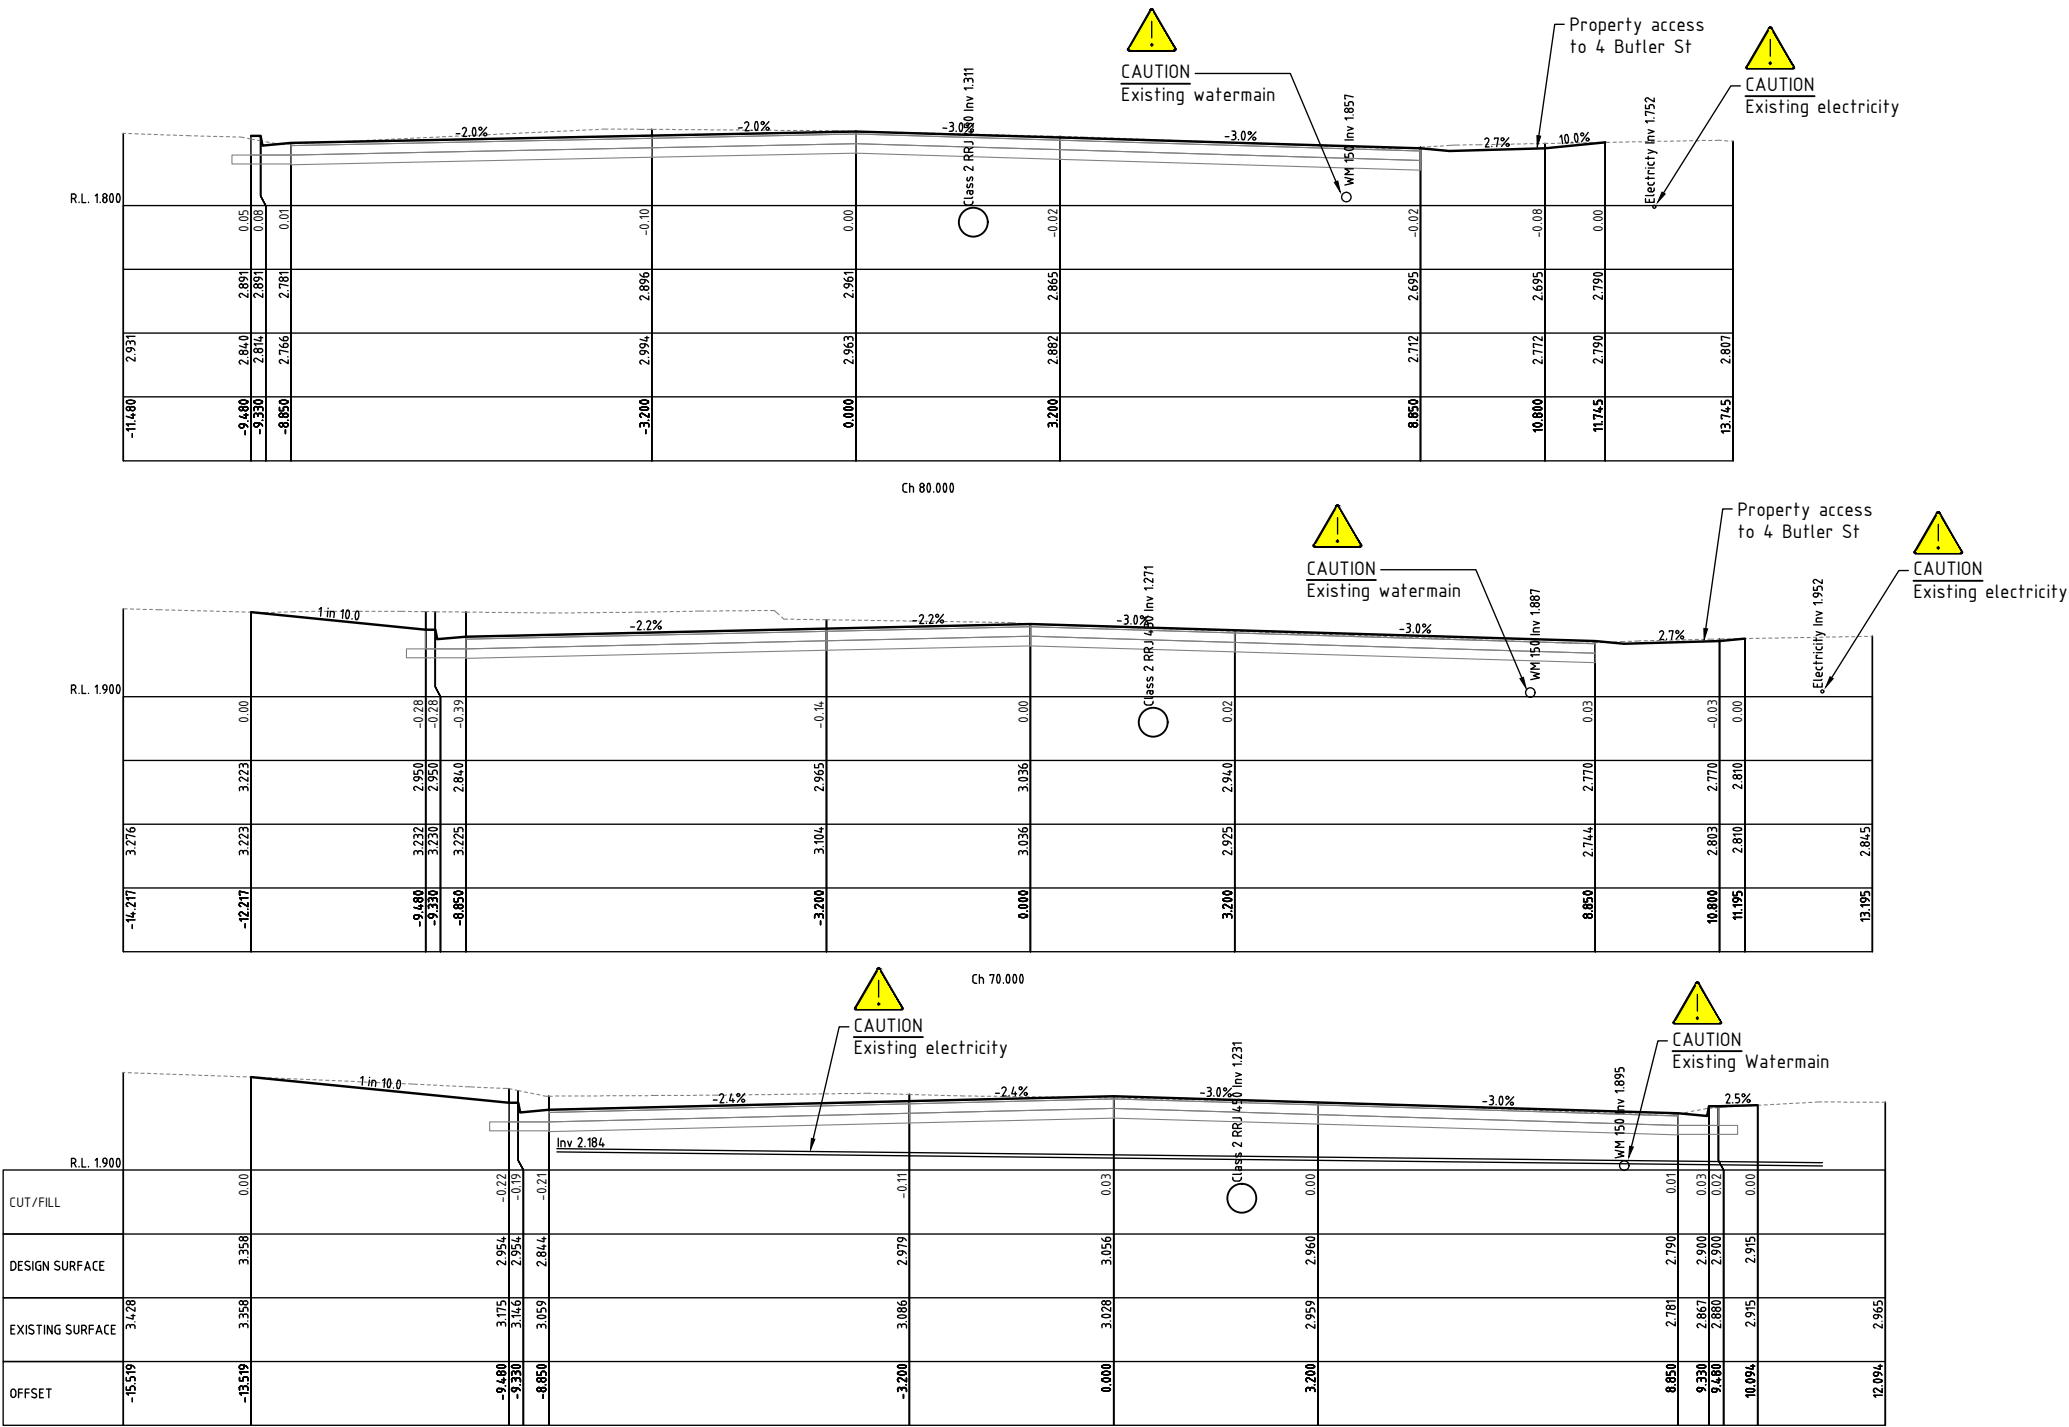 Property access
to 4 Butler St
CAUTION
Existing watermain
CAUTION
Existing electricity
Class 2 RRJ 450 Inv 1.311
WM 150 Inv 1.857
Electricty Inv 1.752
-2.0% -2.0% -3.0% -3.0% 2.7% 10.0%
R.L. 1.800
0.05 0.08 0.01 -0.10 0.00 -0.02 -0.02 -0.08 0.00
2.891 2.891 2.781 2.896 2.961 2.865 2.695 2.695 2.790
2.931 2.840 2.814 2.766 2.994 2.963 2.882 2.712 2.772 2.790 2.807
-11.480 -9.480 -9.330 -8.850 -3.200 0.000 3.200 8.850 10.800 11.745 13.745
Ch 80.000
Property access
to 4 Butler St
CAUTION
Existing watermain
CAUTION
Existing electricity
Class 2 RRJ 450 Inv 1.271
WM 150 Inv 1.887
Electricity Inv 1.952
1 in 10.0 -2.2% -2.2% -3.0% -3.0% 2.7%
R.L. 1.900
0.00 -0.28 -0.28 -0.39 -0.14 0.00 0.02 0.03 -0.03 0.00
3.223 2.950 2.950 2.840 2.965 3.036 2.940 2.770 2.770 2.810
3.276 3.223 3.232 3.230 3.225 3.104 3.036 2.925 2.744 2.803 2.810 2.845
-14.217 -12.217 -9.480 -9.330 -8.850 -3.200 0.000 3.200 8.850 10.800 11.195 13.195
Ch 70.000
CAUTION
Existing electricity
CAUTION
Existing Watermain
Class 2 RRJ 450 Inv 1.231
WM 150 Inv 1.895
1 in 10.0 -2.4% -2.4% -3.0% -3.0% 2.5%
Inv 2.184
R.L. 1.900
CUT/FILL 0.00 -0.22 -0.19 -0.21 -0.11 0.03 0.00 0.01 0.03 0.02 0.00
DESIGN SURFACE 3.358 2.954 2.954 2.844 2.979 3.056 2.960 2.790 2.900 2.900 2.915
EXISTING SURFACE 3.428 3.358 3.175 3.146 3.059 3.086 3.028 2.959 2.781 2.867 2.880 2.915 2.965
OFFSET -15.519 -13.519 -9.480 -9.330 -8.850 -3.200 0.000 3.200 8.850 9.330 9.480 10.094 12.094